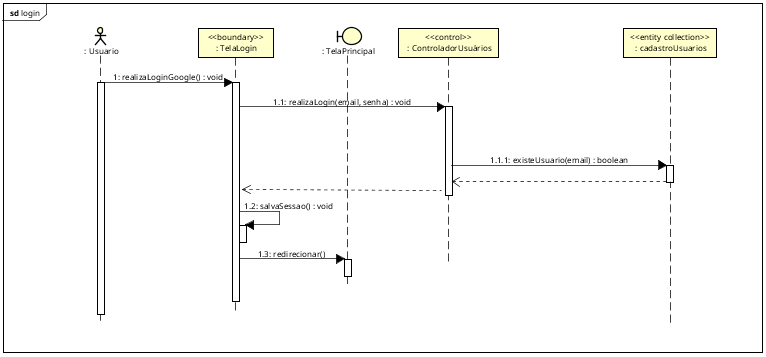 sd login
: Usuario
<<boundary>>
: TelaLogin
: TelaPrincipal
<<control>>
: ControladorUsuários
<<entity collection>>
: cadastroUsuarios
1: realizaLoginGoogle() : void
1.1: realizaLogin(email, senha) : void
1.1.1: existeUsuario(email) : boolean
1.2: salvaSessao() : void
1.3: redirecionar()